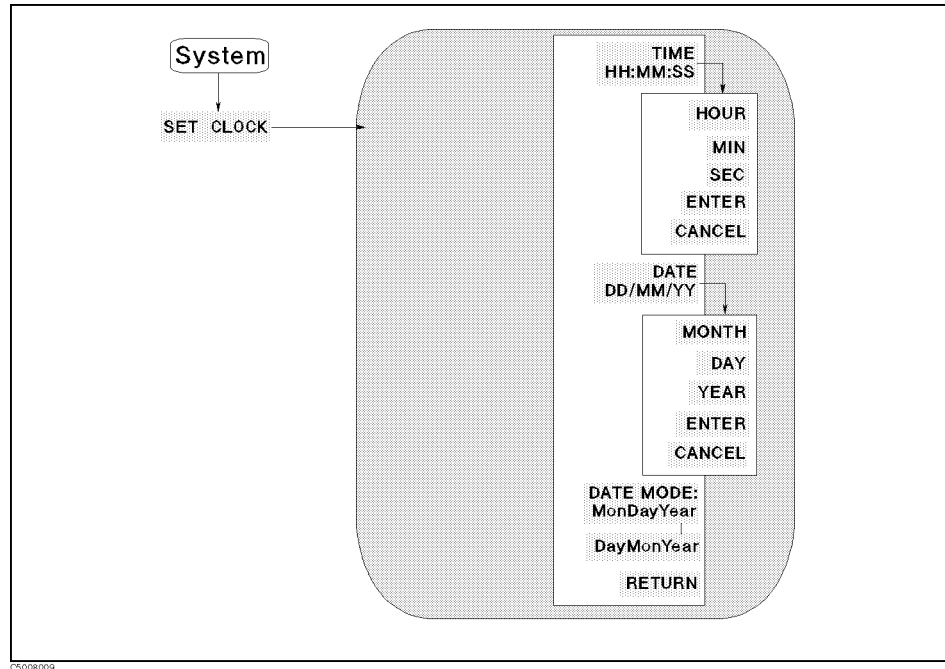 System
SET CLOCK
TIME
HH:MM:SS
HOUR
MIN
SEC
ENTER
CANCEL
DATE
DD/MM/YY
MONTH
DAY
YEAR
ENTER
CANCEL
DATE MODE:
MonDayYear
DayMonYear
RETURN
C5008009